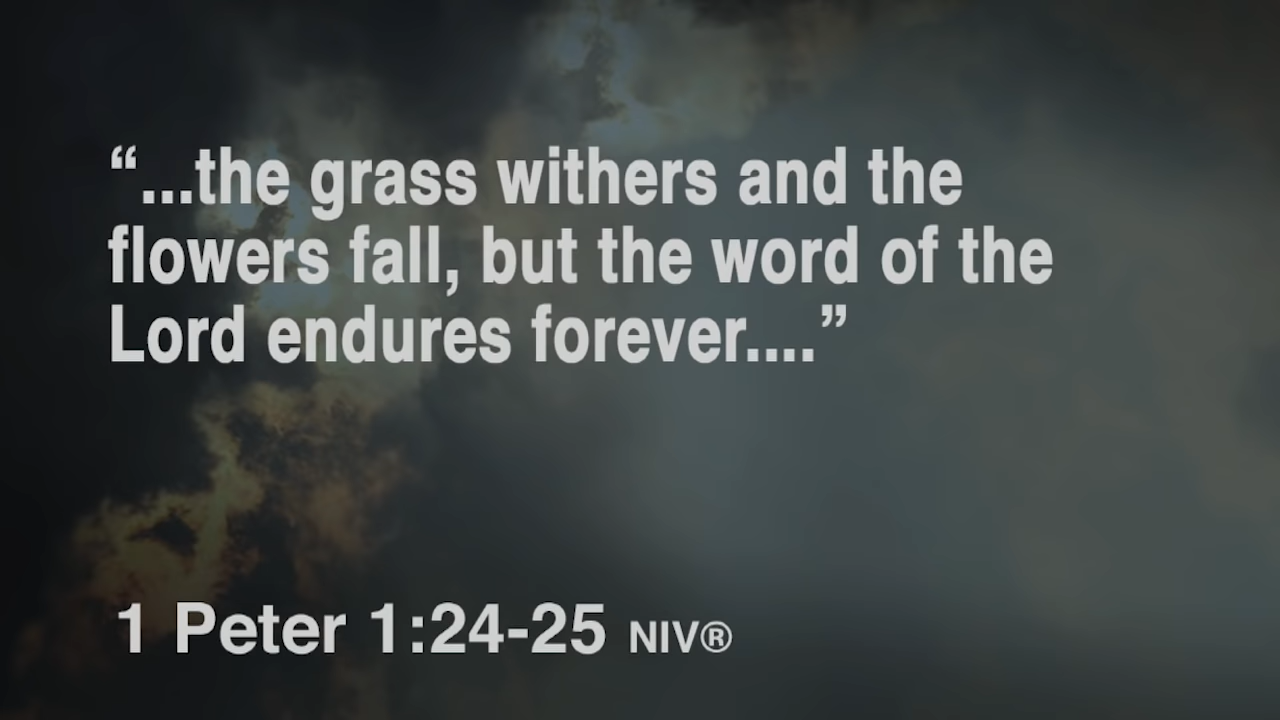 “...the grass withers and the
flowers fall, but the word of the
Lord endures forever....”
1 Peter 1:24-25 NIV®